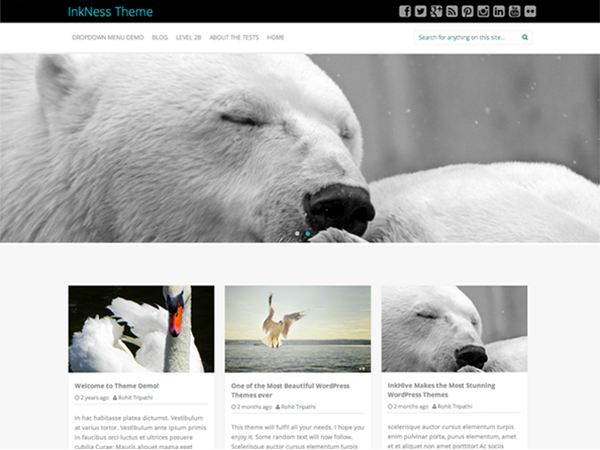 InkNess Theme
DROPDOWN MENU DEMO BLOG LEVEL 2B ABOUT THE TESTS HOME
Search for anything on this site...
Welcome to Theme Demo!
2 years ago Rohit Tripathi
In hac habitasse platea dictumst. Vestibulum
at varius tortor. Vestibulum ante ipsum primis
in faucibus orci luctus et ultrices posuere
cubilia Curae; Mauris aliquet magna eget
One of the Most Beautiful WordPress
Themes ever
2 months ago Rohit Tripathi
This theme will fulfil all your needs. I hope you
enjoy it. Some random text will now follow.
Scelerisque auctor cursus elementum turpis
InkHive Makes the Most Stunning
WordPress Themes
2 months ago Rohit Tripathi
scelerisque auctor cursus elementum turpis
enim pulvinar porta, purus elementum, amet
et et aliquet non amet porttitor! Ac sociis